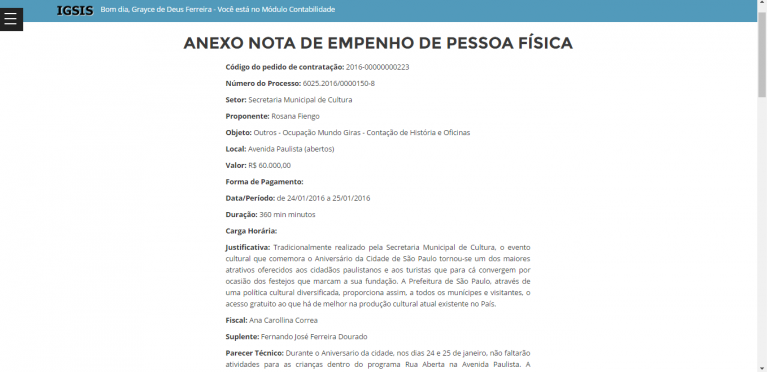 IGSIS Bom dia, Grayce de Deus Ferreira - Você está no Módulo Contabilidade
ANEXO NOTA DE EMPENHO DE PESSOA FÍSICA
Código do pedido de contratação: 2016-00000000223
Número do Processo: 6025.2016/0000150-8
Setor: Secretaria Municipal de Cultura
Proponente: Rosana Fiengo
Objeto: Outros - Ocupação Mundo Giras - Contação de História e Oficinas
Local: Avenida Paulista (abertos)
Valor: R$ 60.000,00
Forma de Pagamento:
Data/Período: de 24/01/2016 a 25/01/2016
Duração: 360 min minutos
Carga Horária:
Justificativa: Tradicionalmente realizado pela Secretaria Municipal de Cultura, o evento
cultural que comemora o Aniversário da Cidade de São Paulo tornou-se um dos maiores
atrativos oferecidos aos cidadãos paulistanos e aos turistas que para cá convergem por
ocasião dos festejos que marcam a sua fundação. A Prefeitura de São Paulo, através de
uma política cultural diversificada, proporciona assim, a todos os munícipes e visitantes, o
acesso gratuito ao que há de melhor na produção cultural atual existente no País.
Fiscal: Ana Carollina Correa
Suplente: Fernando José Ferreira Dourado
Parecer Técnico: Durante o Aniversario da cidade, nos dias 24 e 25 de janeiro, não faltarão
atividades para as crianças dentro do programa Rua Aberta na Avenida Paulista. A